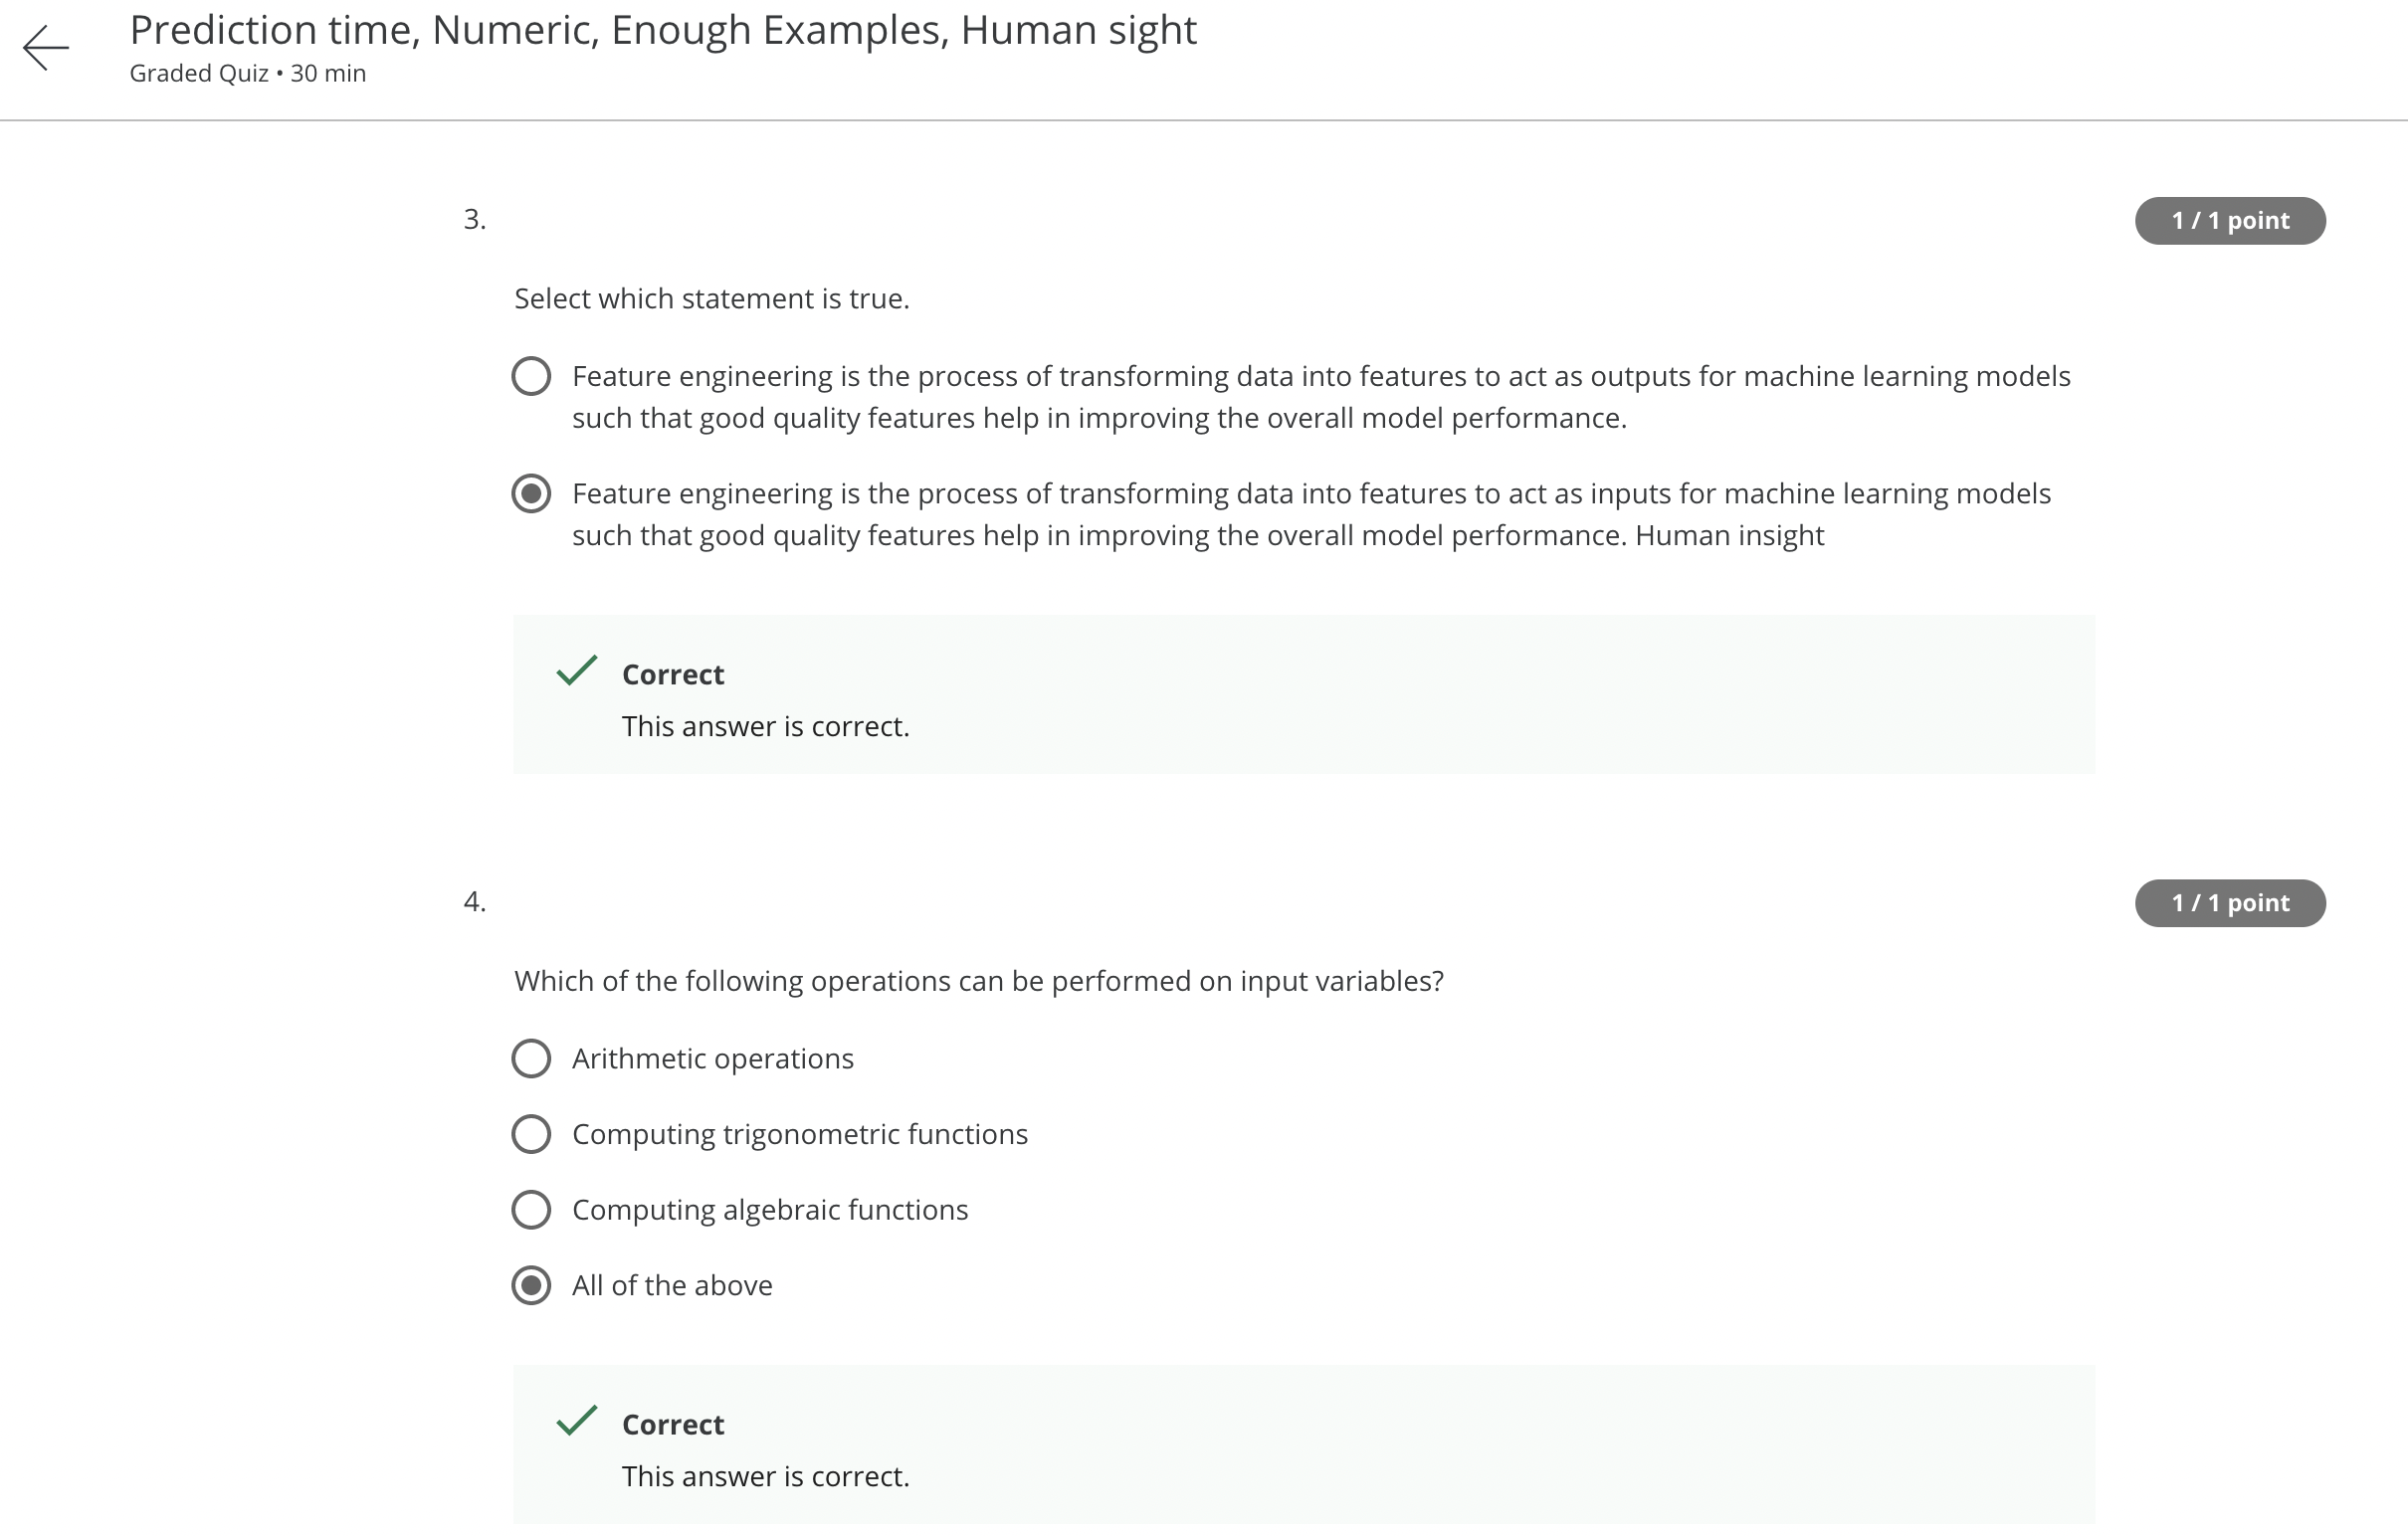 Prediction time, Numeric, Enough Examples, Human sight
Graded Quiz • 30 min
3.
1 / 1 point
Select which statement is true.
Feature engineering is the process of transforming data into features to act as outputs for machine learning models
such that good quality features help in improving the overall model performance.
Feature engineering is the process of transforming data into features to act as inputs for machine learning models
such that good quality features help in improving the overall model performance. Human insight
Correct
This answer is correct.
4.
1 / 1 point
Which of the following operations can be performed on input variables?
Arithmetic operations
Computing trigonometric functions
Computing algebraic functions
All of the above
Correct
This answer is correct.